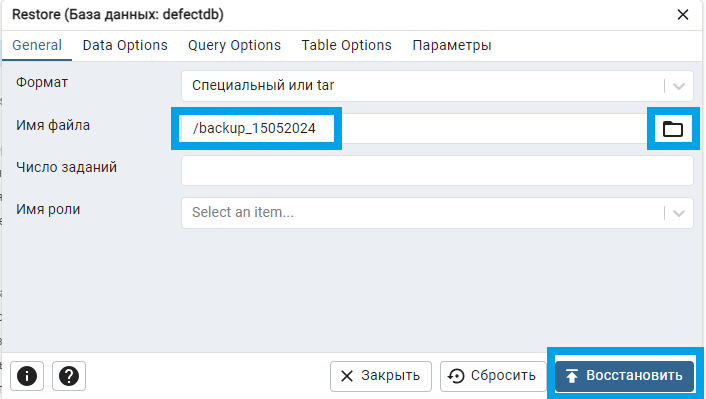 Restore (База данных: defectdb)
General Data Options Query Options Table Options Параметры
Формат Специальный или tar
Имя файла /backup_15052024
Число заданий
Имя роли Select an item...
Закрыть Сбросить Восстановить